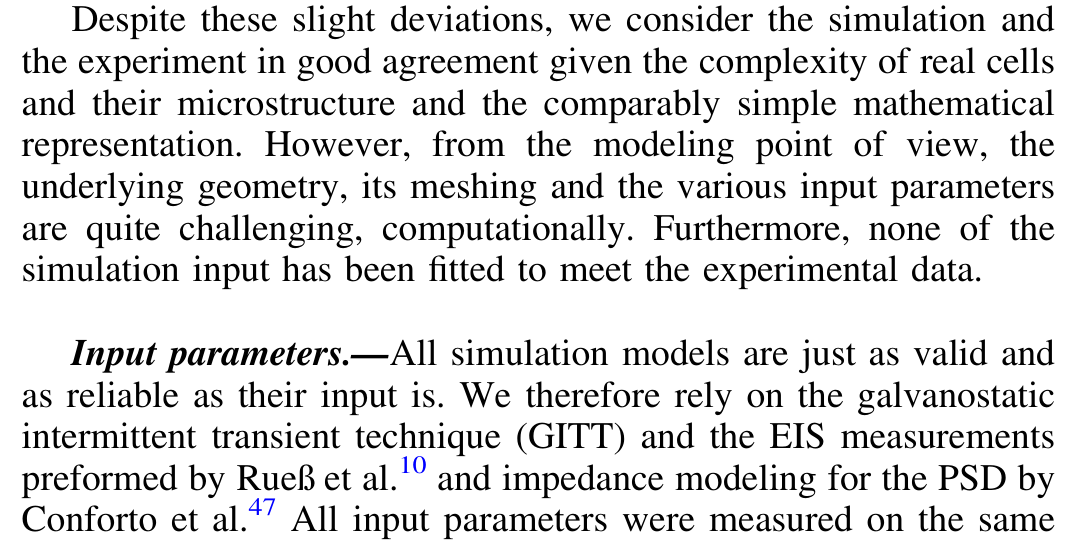 Despite these slight deviations, we consider the simulation and
the experiment in good agreement given the complexity of real cells
and their microstructure and the comparably simple mathematical
representation. However, from the modeling point of view, the
underlying geometry, its meshing and the various input parameters
are quite challenging, computationally. Furthermore, none of the
simulation input has been fitted to meet the experimental data.
Input parameters.—All simulation models are just as valid and
as reliable as their input is. We therefore rely on the galvanostatic
intermittent transient technique (GITT) and the EIS measurements
preformed by Rueß et al.10 and impedance modeling for the PSD by
Conforto et al.47 All input parameters were measured on the same